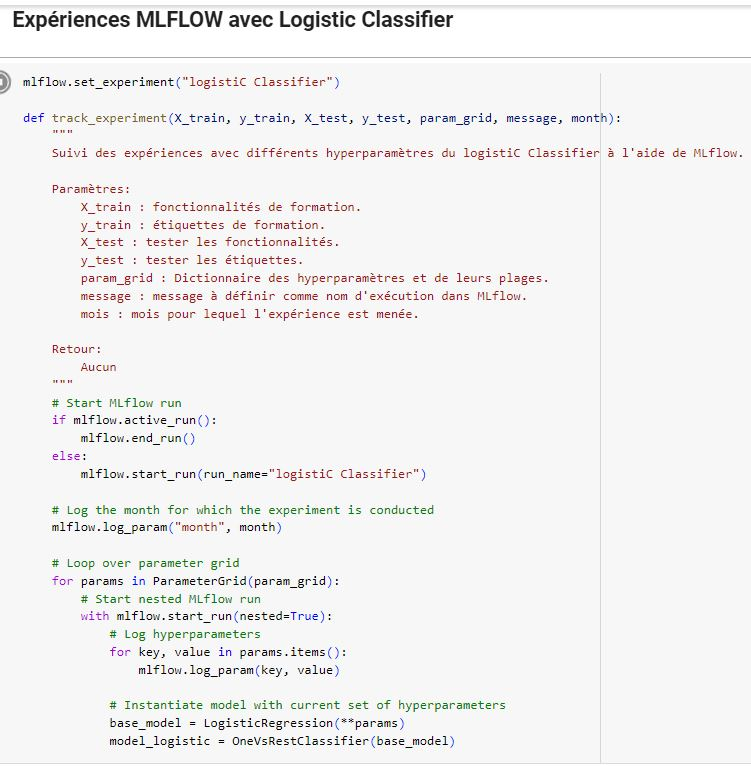 Expériences MLFLOW avec Logistic Classifier
mlflow.set_experiment("logistiC Classifier")
def track_experiment(X_train, y_train, X_test, y_test, param_grid, message, month):
"""
Suivi des expériences avec différents hyperparamètres du logistiC Classifier à l'aide de MLflow.
Paramètres:
X_train : fonctionnalités de formation.
y_train : étiquettes de formation.
X_test : tester les fonctionnalités.
y_test : tester les étiquettes.
param_grid : Dictionnaire des hyperparamètres et de leurs plages.
message : message à définir comme nom d'exécution dans MLflow.
mois : mois pour lequel l'expérience est menée.
Retour:
Aucun
"""
# Start MLflow run
if mlflow.active_run():
mlflow.end_run()
else:
mlflow.start_run(run_name="logistiC Classifier")
# Log the month for which the experiment is conducted
mlflow.log_param("month", month)
# Loop over parameter grid
for params in ParameterGrid(param_grid):
# Start nested MLflow run
with mlflow.start_run(nested=True):
# Log hyperparameters
for key, value in params.items():
mlflow.log_param(key, value)
# Instantiate model with current set of hyperparameters
base_model = LogisticRegression(**params)
model_logistic = OneVsRestClassifier(base_model)